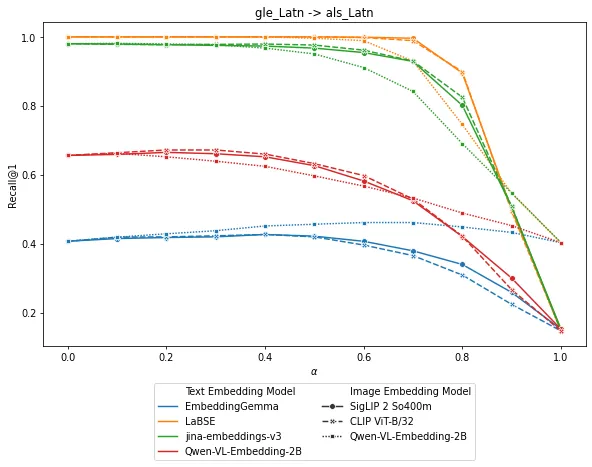 gle_Latn -> als_Latn
1.0
0.8
0.6
0.4
0.2
Recall@1
0.0 0.2 0.4 0.6 0.8 1.0
α
Text Embedding Model Image Embedding Model
EmbeddingGemma SigLIP 2 So400m
LaBSE CLIP ViT-B/32
jina-embeddings-v3 Qwen-VL-Embedding-2B
Qwen-VL-Embedding-2B